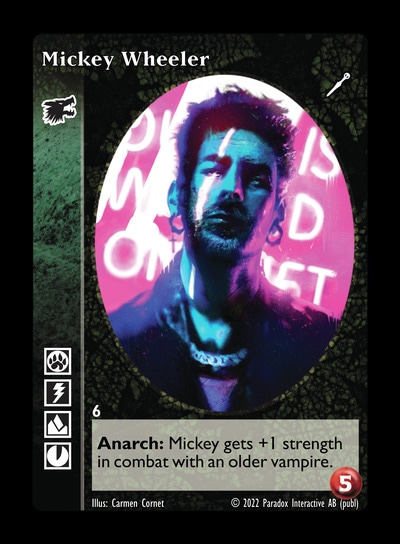 Mickey Wheeler
6
Anarch: Mickey gets +1 strength
in combat with an older vampire.
5
Illus: Carmen Cornet © 2022 Paradox Interactive AB (publ)